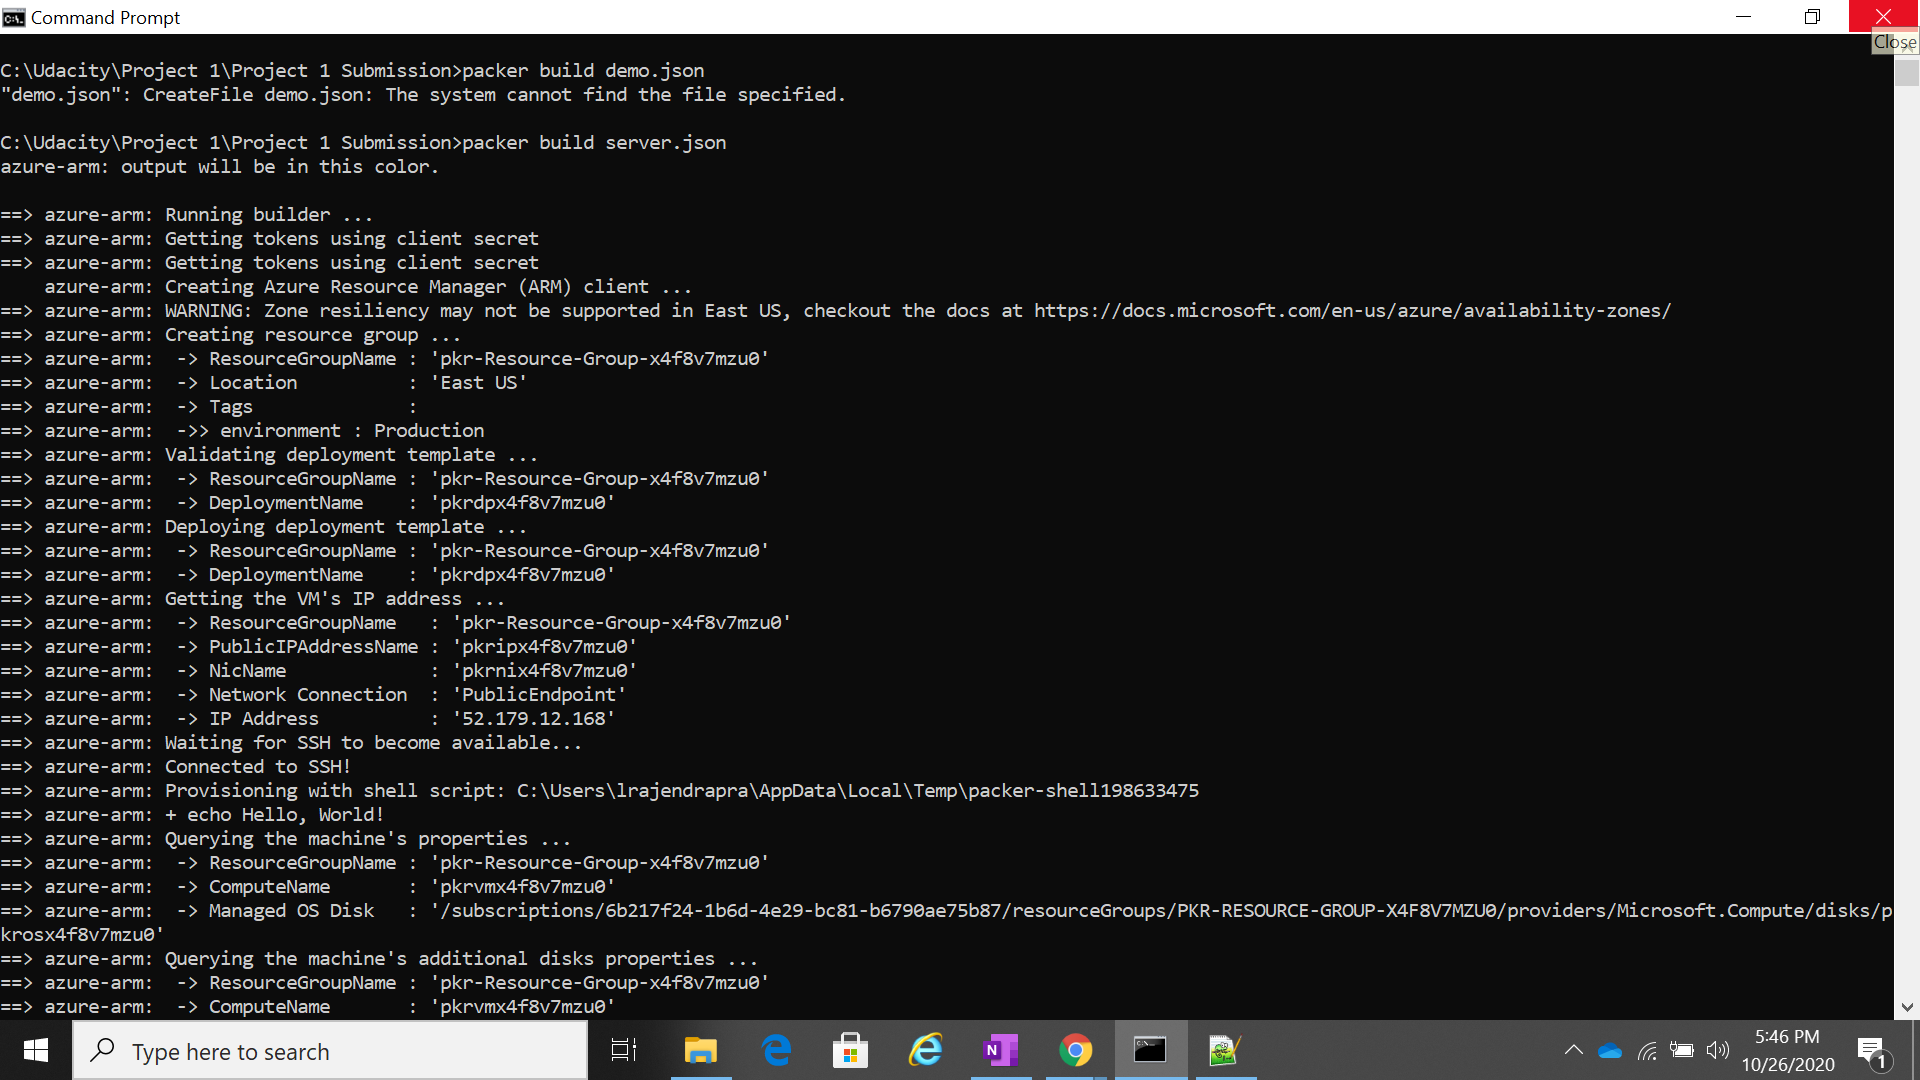 Command Prompt
Close
C:\Udacity\Project 1\Project 1 Submission>packer build demo.json
"demo.json": CreateFile demo.json: The system cannot find the file specified.
C:\Udacity\Project 1\Project 1 Submission>packer build server.json
azure-arm: output will be in this color.
==> azure-arm: Running builder ...
==> azure-arm: Getting tokens using client secret
==> azure-arm: Getting tokens using client secret
    azure-arm: Creating Azure Resource Manager (ARM) client ...
==> azure-arm: WARNING: Zone resiliency may not be supported in East US, checkout the docs at https://docs.microsoft.com/en-us/azure/availability-zones/
==> azure-arm: Creating resource group ...
==> azure-arm:  -> ResourceGroupName : 'pkr-Resource-Group-x4f8v7mzu0'
==> azure-arm:  -> Location          : 'East US'
==> azure-arm:  -> Tags              :
==> azure-arm:  ->> environment : Production
==> azure-arm: Validating deployment template ...
==> azure-arm:  -> ResourceGroupName : 'pkr-Resource-Group-x4f8v7mzu0'
==> azure-arm:  -> DeploymentName    : 'pkrdpx4f8v7mzu0'
==> azure-arm: Deploying deployment template ...
==> azure-arm:  -> ResourceGroupName : 'pkr-Resource-Group-x4f8v7mzu0'
==> azure-arm:  -> DeploymentName    : 'pkrdpx4f8v7mzu0'
==> azure-arm: Getting the VM's IP address ...
==> azure-arm:  -> ResourceGroupName   : 'pkr-Resource-Group-x4f8v7mzu0'
==> azure-arm:  -> PublicIPAddressName : 'pkripx4f8v7mzu0'
==> azure-arm:  -> NicName             : 'pkrnix4f8v7mzu0'
==> azure-arm:  -> Network Connection  : 'PublicEndpoint'
==> azure-arm:  -> IP Address          : '52.179.12.168'
==> azure-arm: Waiting for SSH to become available...
==> azure-arm: Connected to SSH!
==> azure-arm: Provisioning with shell script: C:\Users\lrajendrapra\AppData\Local\Temp\packer-shell198633475
==> azure-arm: + echo Hello, World!
==> azure-arm: Querying the machine's properties ...
==> azure-arm:  -> ResourceGroupName : 'pkr-Resource-Group-x4f8v7mzu0'
==> azure-arm:  -> ComputeName       : 'pkrvmx4f8v7mzu0'
==> azure-arm:  -> Managed OS Disk   : '/subscriptions/6b217f24-1b6d-4e29-bc81-b6790ae75b87/resourceGroups/PKR-RESOURCE-GROUP-X4F8V7MZU0/providers/Microsoft.Compute/disks/p
krosx4f8v7mzu0'
==> azure-arm: Querying the machine's additional disks properties ...
==> azure-arm:  -> ResourceGroupName : 'pkr-Resource-Group-x4f8v7mzu0'
==> azure-arm:  -> ComputeName       : 'pkrvmx4f8v7mzu0'
Type here to search
5:46 PM
10/26/2020
1